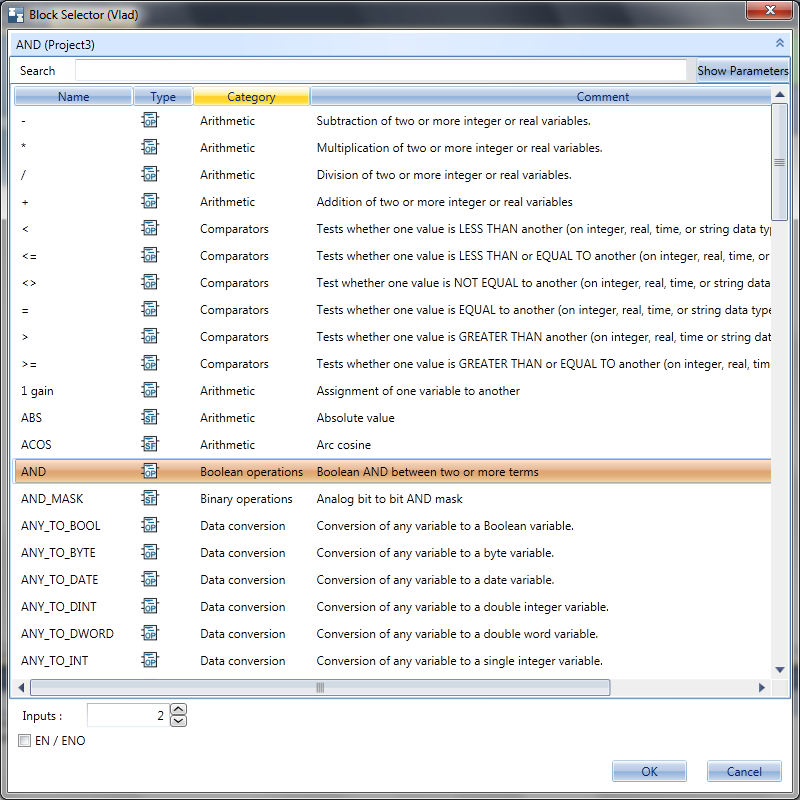 Block Selector (Vlad)
AND (Project3)
Search Show Parameters
Name Type Category Comment
- OP Arithmetic Subtraction of two or more integer or real variables.
* OP Arithmetic Multiplication of two or more integer or real variables.
/ OP Arithmetic Division of two or more integer or real variables.
+ OP Arithmetic Addition of two or more integer or real variables
< OP Comparators Tests whether one value is LESS THAN another (on integer, real, time, or string data typ
<= OP Comparators Tests whether one value is LESS THAN or EQUAL TO another (on integer, real, time, or
<> OP Comparators Test whether one value is NOT EQUAL to another (on integer, real, time, or string data
= OP Comparators Tests whether one value is EQUAL to another (on integer, real, time, or string data type
> OP Comparators Tests whether one value is GREATER THAN another (on integer, real, time or string dat
>= OP Comparators Tests whether one value is GREATER THAN or EQUAL TO another (on integer, real, tim
1 gain OP Arithmetic Assignment of one variable to another
ABS SF Arithmetic Absolute value
ACOS SF Arithmetic Arc cosine
AND OP Boolean operations Boolean AND between two or more terms
AND_MASK SF Binary operations Analog bit to bit AND mask
ANY_TO_BOOL OP Data conversion Conversion of any variable to a Boolean variable.
ANY_TO_BYTE OP Data conversion Conversion of any variable to a byte variable.
ANY_TO_DATE OP Data conversion Conversion of any variable to a date variable.
ANY_TO_DINT OP Data conversion Conversion of any variable to a double integer variable.
ANY_TO_DWORD OP Data conversion Conversion of any variable to a double word variable.
ANY_TO_INT OP Data conversion Conversion of any variable to a single integer variable.
Inputs : 2
EN / ENO
OK Cancel